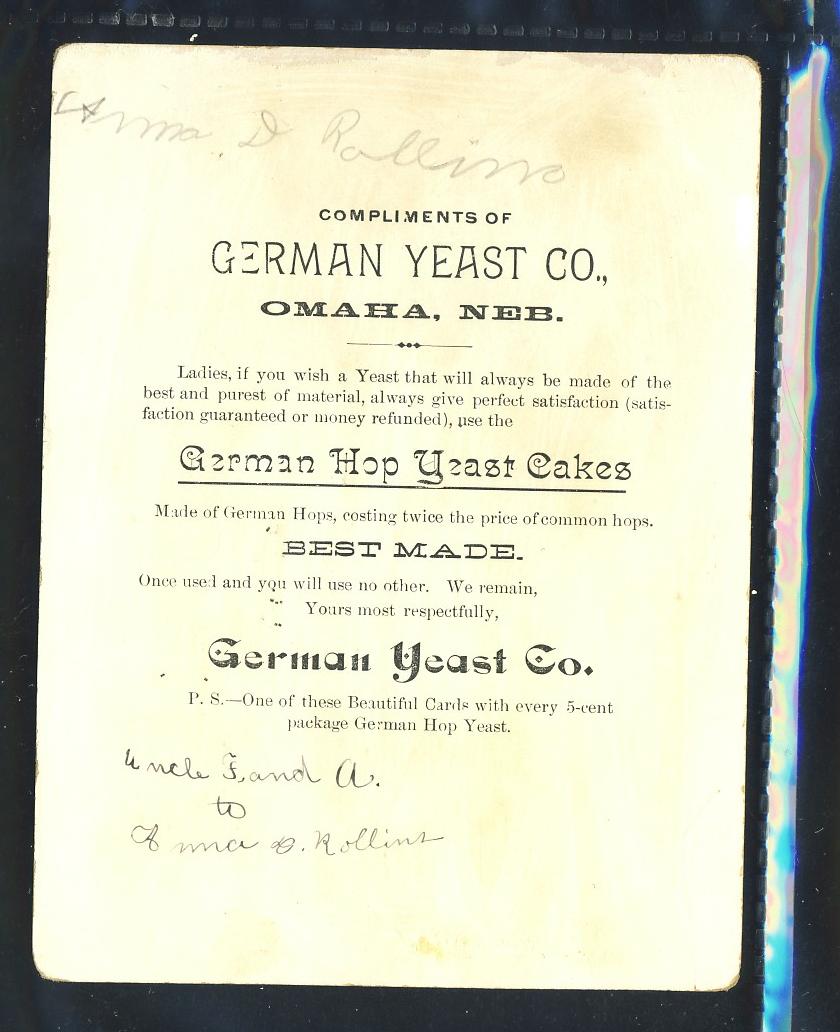 Anna D Rollins
COMPLIMENTS OF
GERMAN YEAST CO.,
OMAHA, NEB.
Ladies, if you wish a Yeast that will always be made of the
best and purest of material, always give perfect satisfaction (satis-
faction guaranteed or money refunded), use the
German Hop Yeast Cakes
Made of German Hops, costing twice the price of common hops.
BEST MADE.
Once used and you will use no other. We remain,
Yours most respectfully,
German Yeast Co.
P. S.—One of these Beautiful Cards with every 5-cent
package German Hop Yeast.
Uncle F. and A.
to
Anna D. Rollins